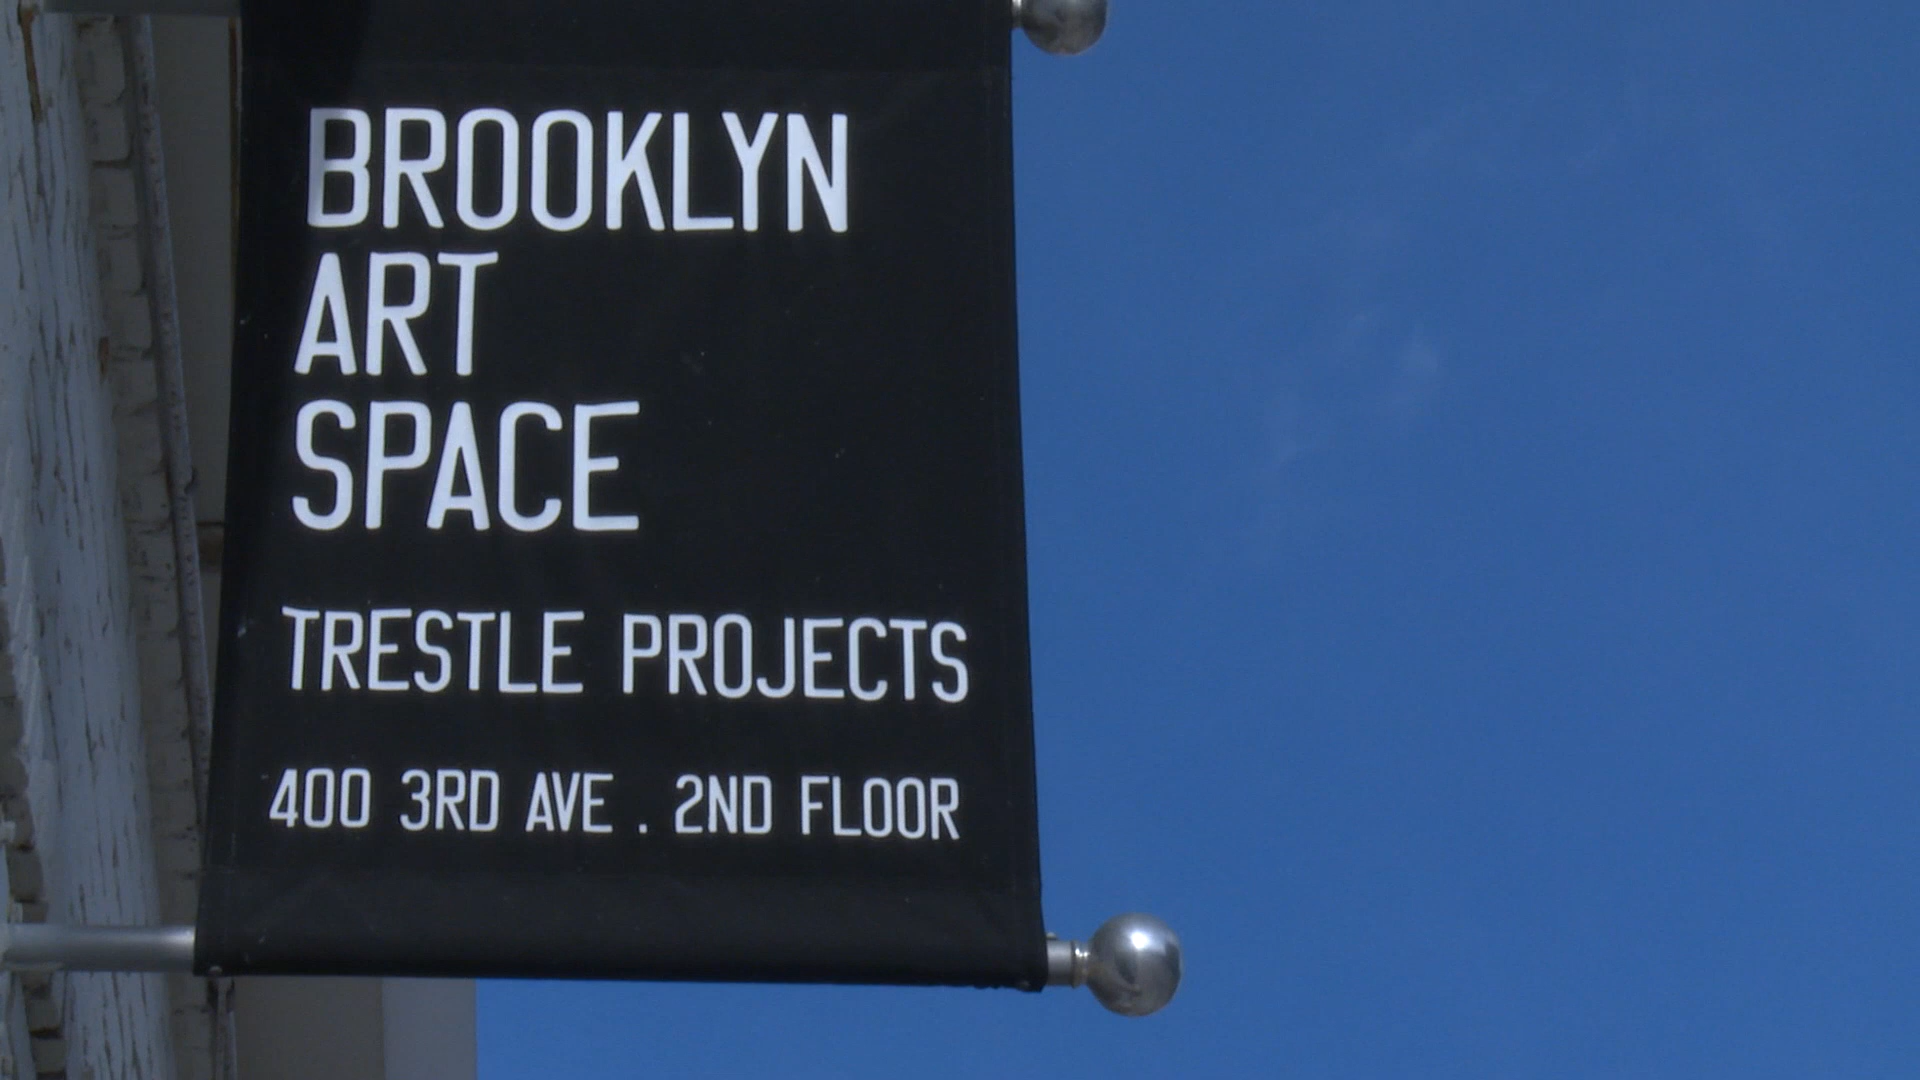 BROOKLYN
ART
SPACE
TRESTLE PROJECTS
400 3RD AVE . 2ND FLOOR